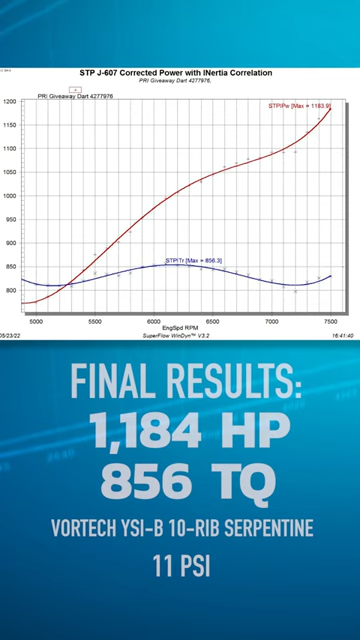 STP J-607 Corrected Power with INertia Correlation
PRI Giveaway Dart 4277976,
PRI Giveaway Dart 4277976,
1200
STPlPw [Max = 1183.9]
1150
1100
1050
1000
950
900
850
STPlTr [Max = 856.3]
800
5000 5500 6000 6500 7000 7500
EngSpd RPM
05/23/22 SuperFlow WinDyn™ V3.2 16:41:40
FINAL RESULTS:
1,184 HP
856 TQ
VORTECH YSI-B 10-RIB SERPENTINE
11 PSI